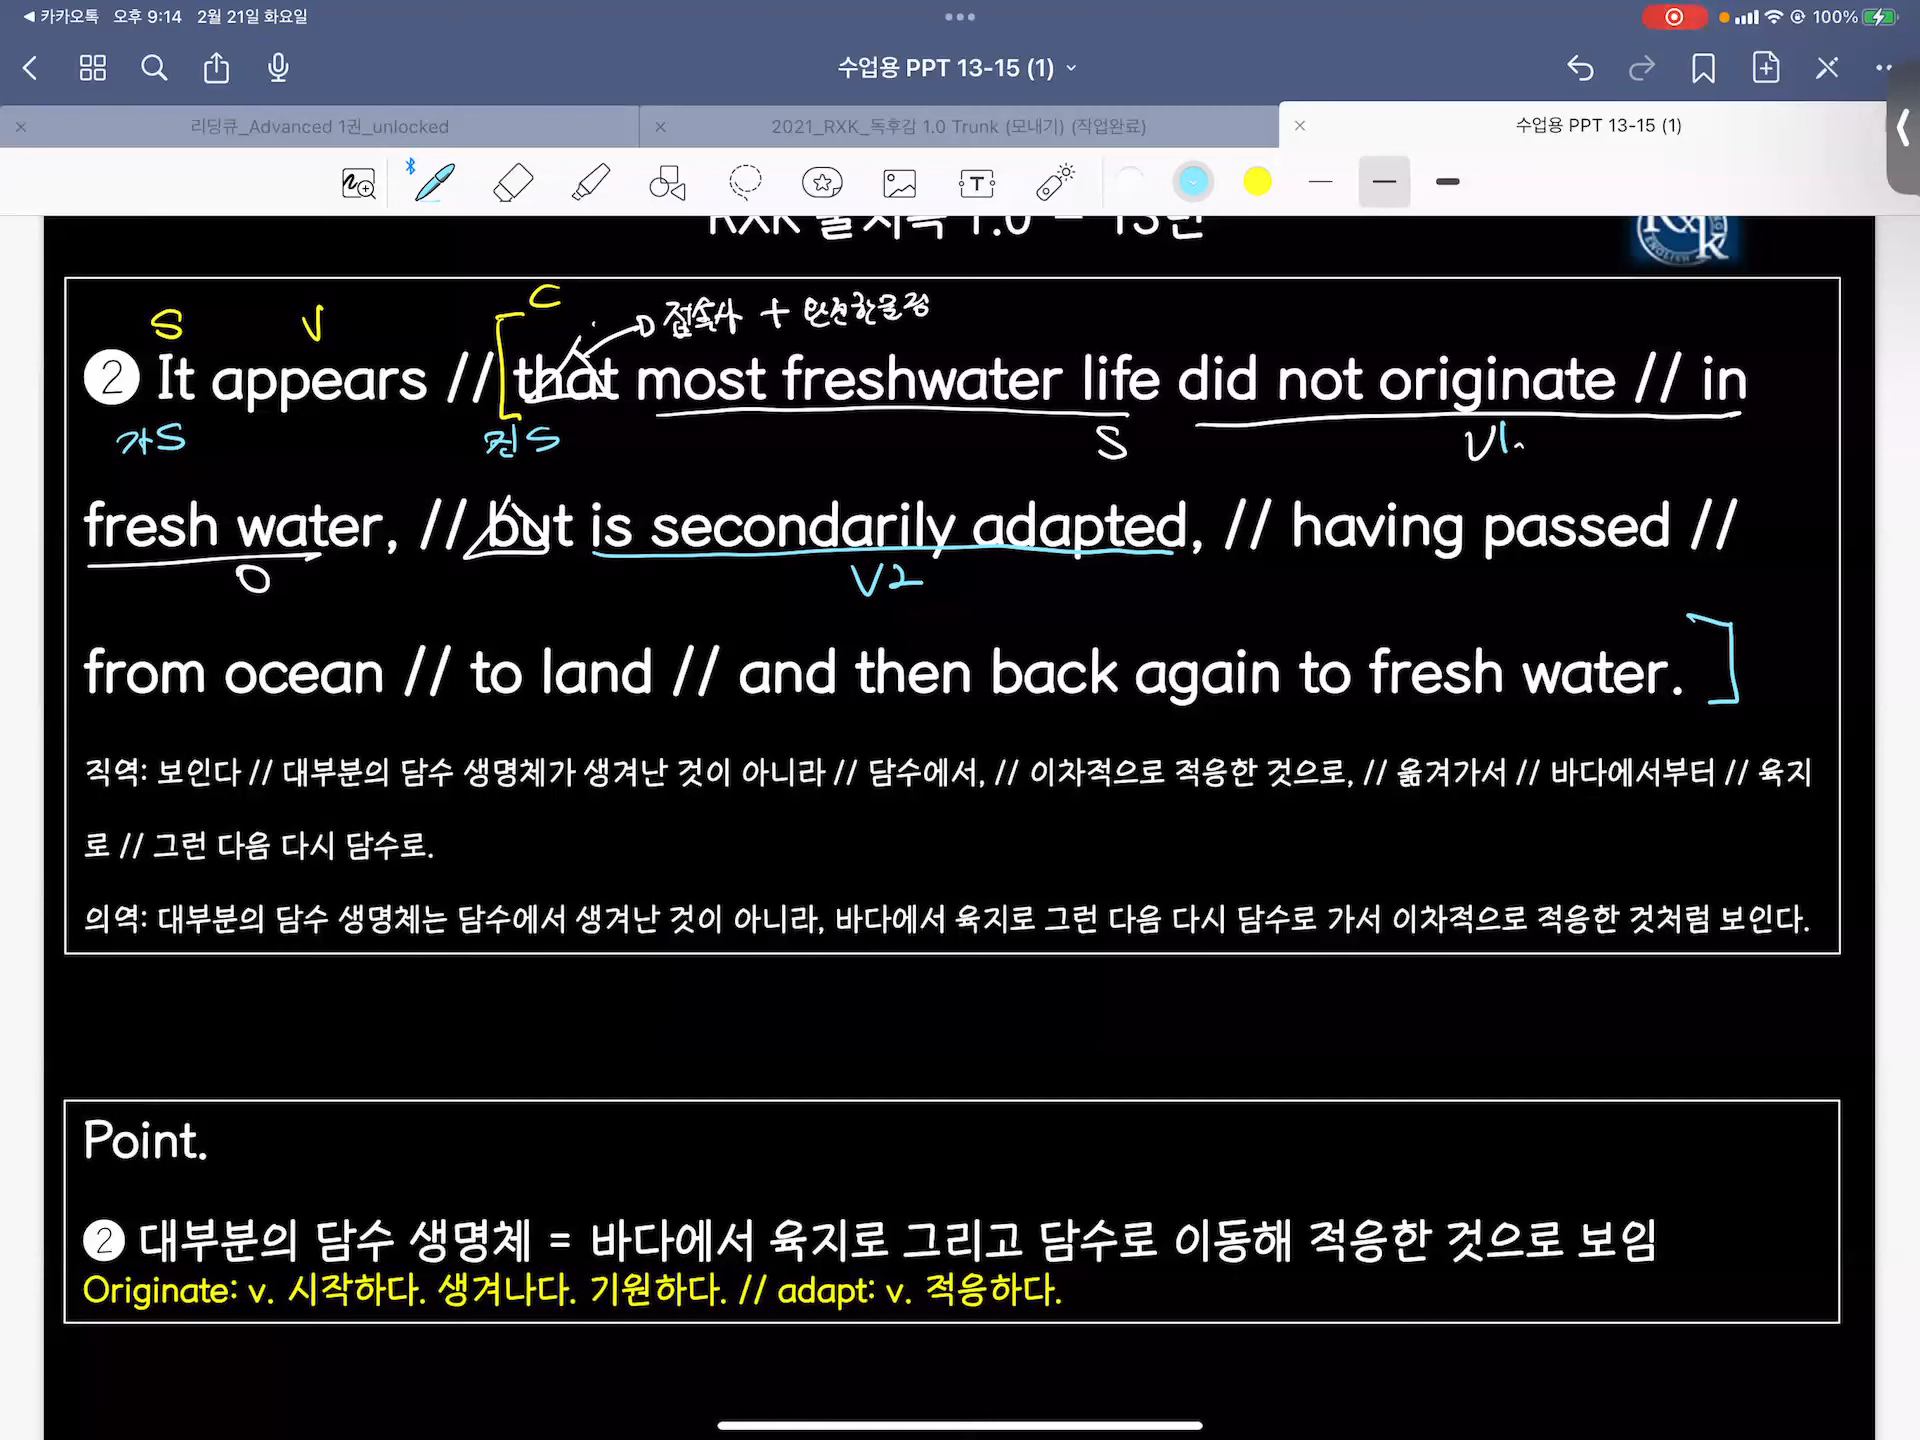 카카오톡 오후 9:14 2월 21일 화요일
100%
수업용 PPT 13-15 (1)
리딩큐_Advanced 1권_unlocked
2021_RXK_독후감 1.0 Trunk (모내기) (작업완료)
수업용 PPT 13-15 (1)
S V C 접속사 + 완전한문장
❷ It appears // that most freshwater life did not originate // in
가S 진S S V1
fresh water, // but is secondarily adapted, // having passed //
O V2
from ocean // to land // and then back again to fresh water.
직역: 보인다 // 대부분의 담수 생명체가 생겨난 것이 아니라 // 담수에서, // 이차적으로 적응한 것으로, // 옮겨가서 // 바다에서부터 // 육지
로 // 그런 다음 다시 담수로.
의역: 대부분의 담수 생명체는 담수에서 생겨난 것이 아니라, 바다에서 육지로 그런 다음 다시 담수로 가서 이차적으로 적응한 것처럼 보인다.
Point.
❷ 대부분의 담수 생명체 = 바다에서 육지로 그리고 담수로 이동해 적응한 것으로 보임
Originate: v. 시작하다. 생겨나다. 기원하다. // adapt: v. 적응하다.